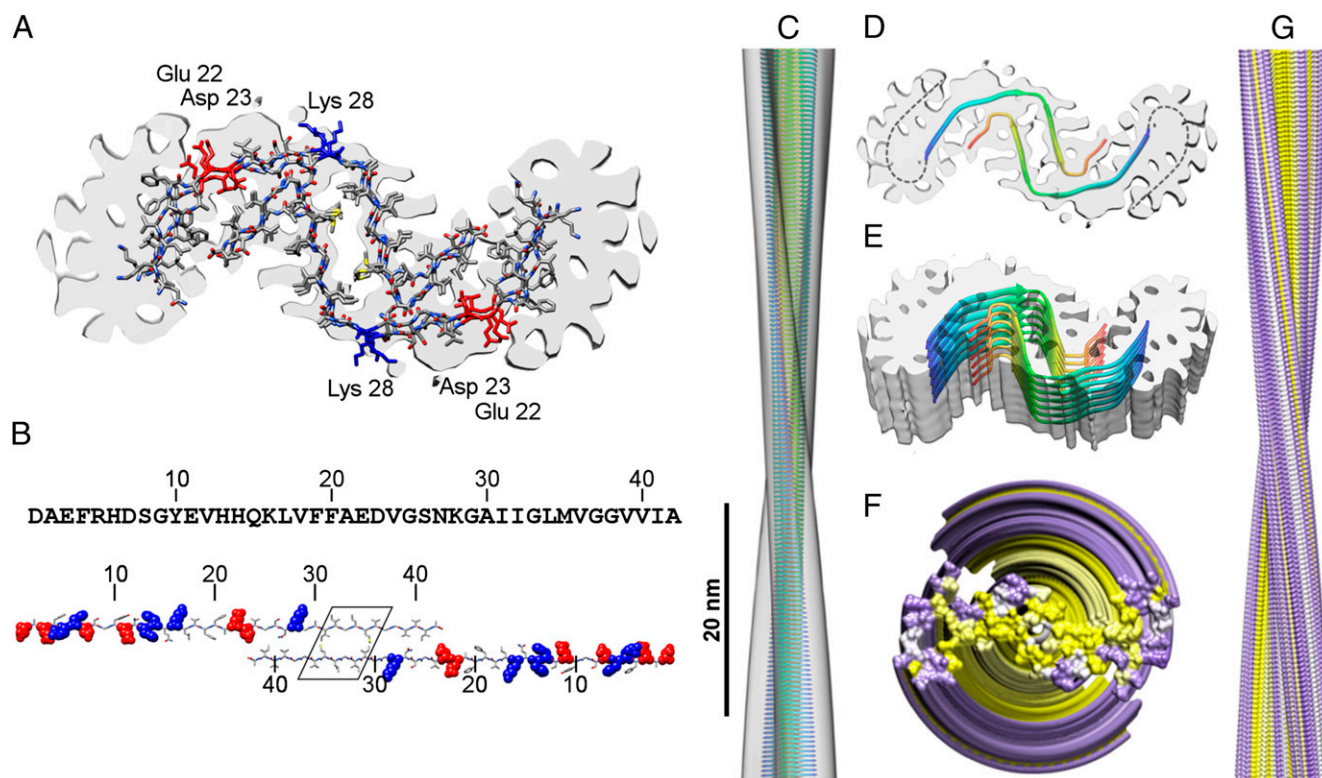 A
Glu 22
Asp 23
Lys 28
Lys 28
Asp 23
Glu 22
B
10 20 30 40
DAEFRHDSGYEVHHQKLVFFAEDVGSNKGAIIGLMVGGVVIA
10 20 30 40
40 30 20 10
C
20 nm
D
E
F
G